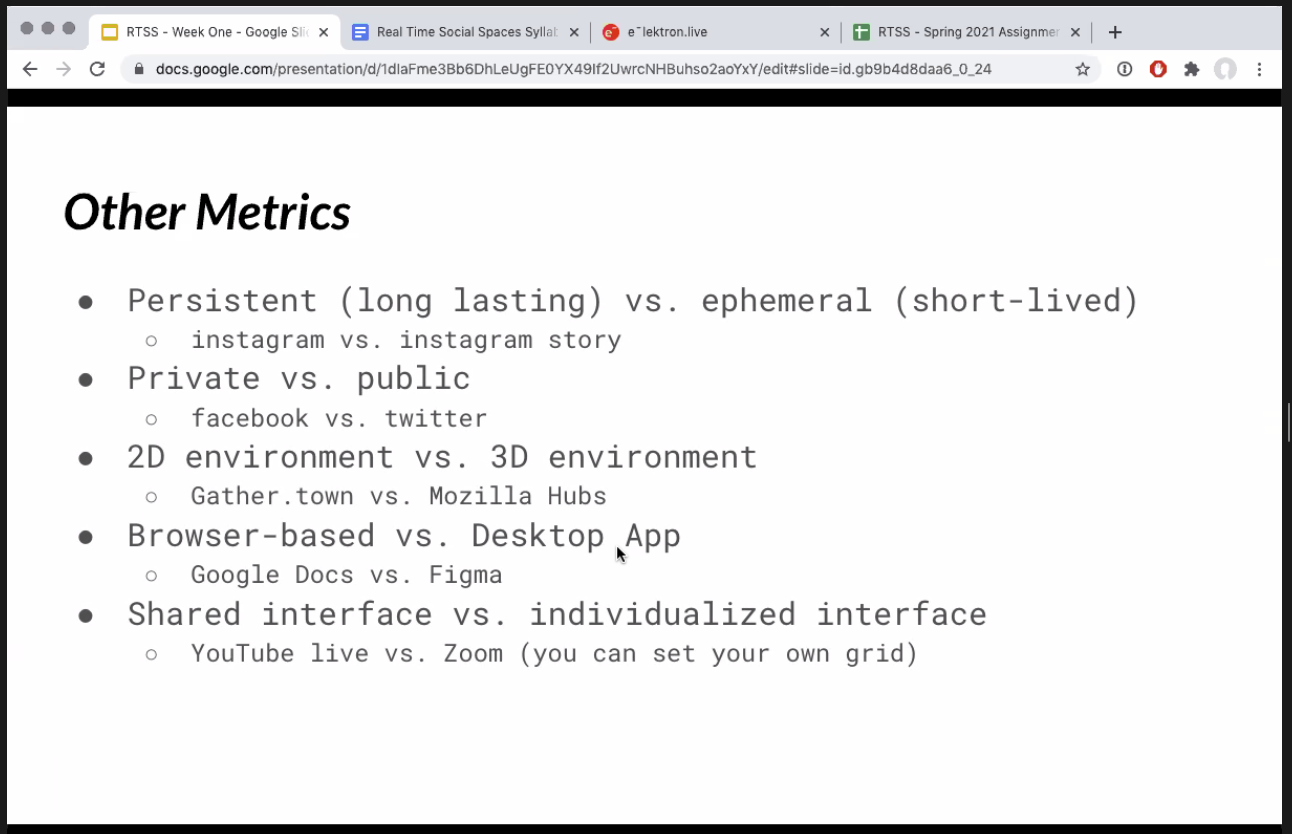 RTSS - Week One - Google Sli
Real Time Social Spaces Syllab
e~lektron.live
RTSS - Spring 2021 Assignmer
docs.google.com/presentation/d/1dlaFme3Bb6DhLeUgFE0YX49lf2UwrcNHBuhso2aoYxY/edit#slide=id.gb9b4d8daa6_0_24
Other Metrics
● Persistent (long lasting) vs. ephemeral (short-lived)
○ instagram vs. instagram story
● Private vs. public
○ facebook vs. twitter
● 2D environment vs. 3D environment
○ Gather.town vs. Mozilla Hubs
● Browser-based vs. Desktop App
○ Google Docs vs. Figma
● Shared interface vs. individualized interface
○ YouTube live vs. Zoom (you can set your own grid)